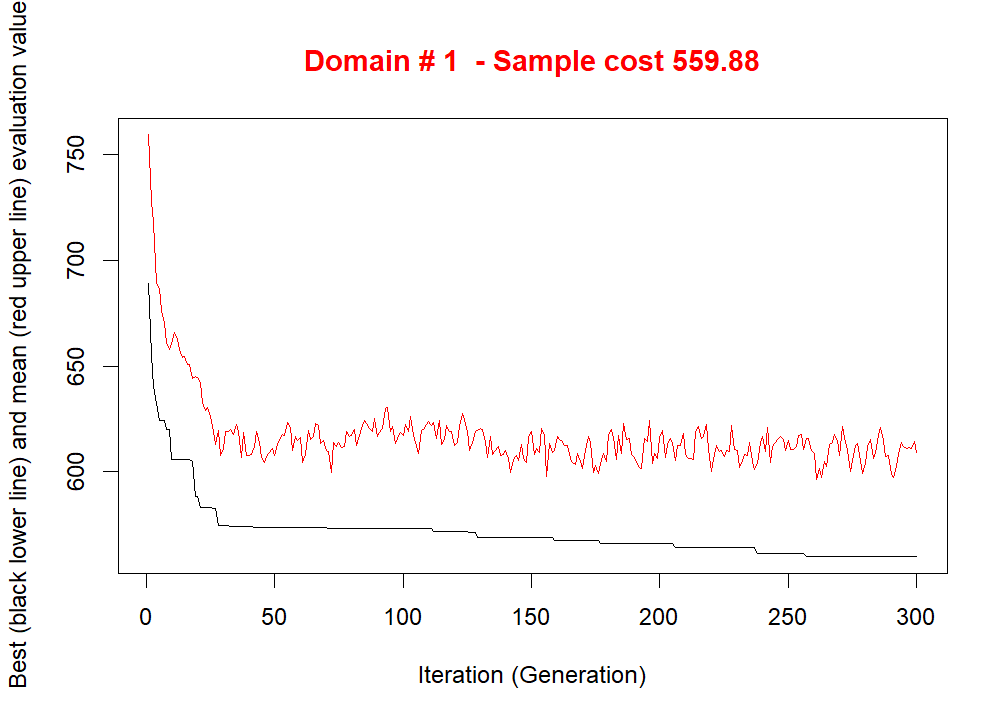 Domain # 1  - Sample cost 559.88
Best (black lower line) and mean (red upper line) evaluation value
750
700
650
600
0 50 100 150 200 250 300
Iteration (Generation)